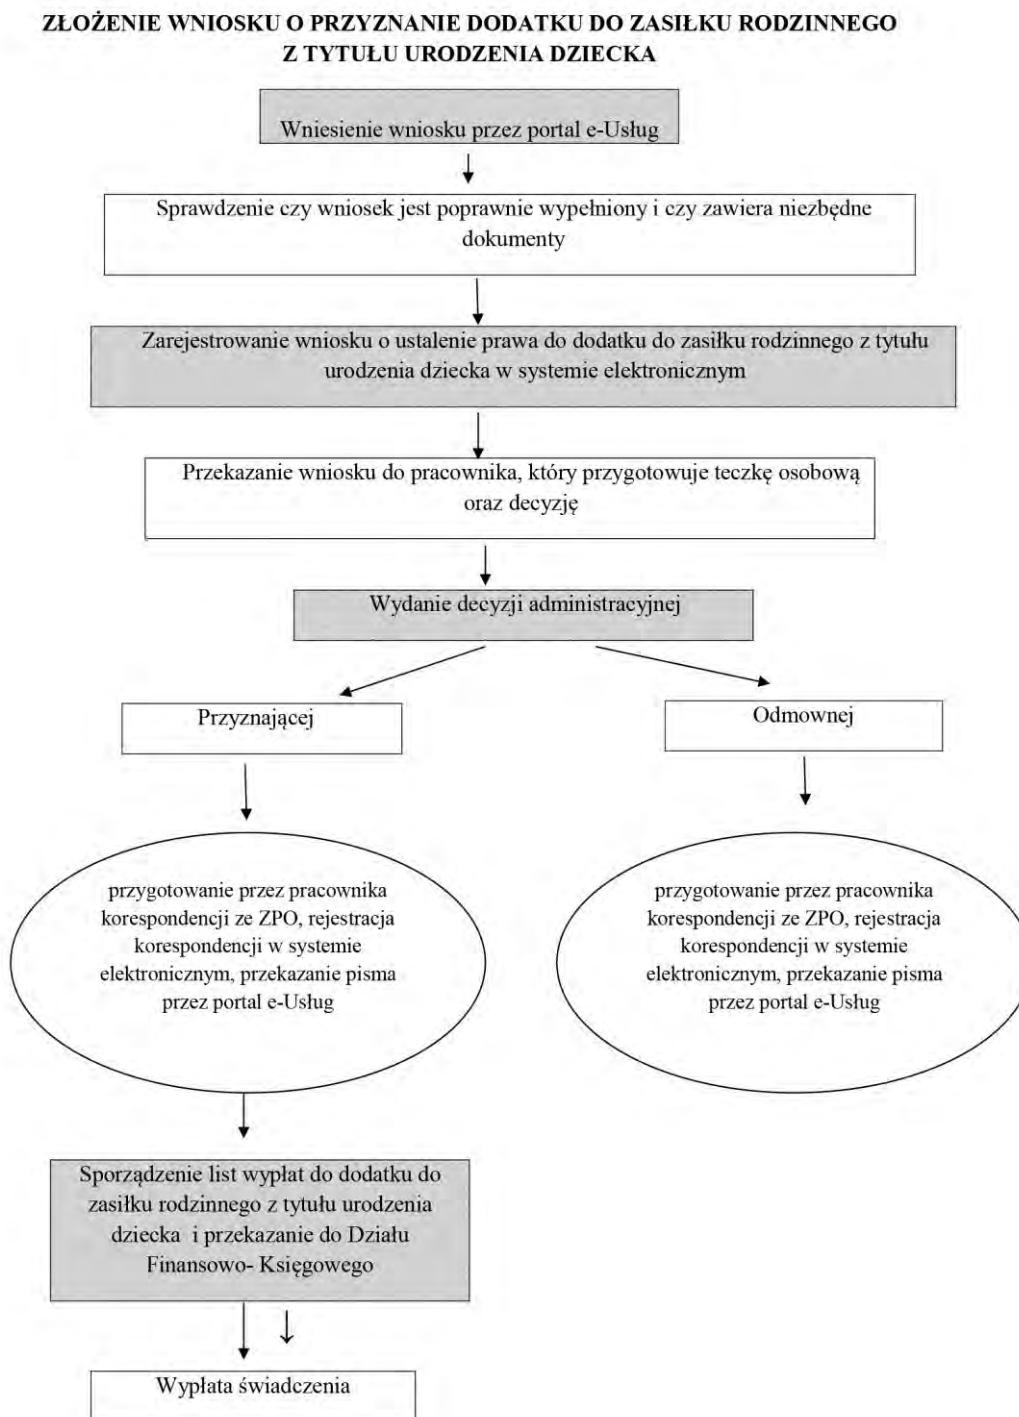 ZŁOŻENIE WNIOSKU O PRZYZNANIE DODATKU DO ZASIŁKU RODZINNEGO
Z TYTUŁU URODZENIA DZIECKA
Wniesienie wniosku przez portal e-Usług
Sprawdzenie czy wniosek jest poprawnie wypełniony i czy zawiera niezbędne
dokumenty
Zarejestrowanie wniosku o ustalenie prawa do dodatku do zasiłku rodzinnego z tytułu
urodzenia dziecka w systemie elektronicznym
Przekazanie wniosku do pracownika, który przygotowuje teczkę osobową
oraz decyzję
Wydanie decyzji administracyjnej
Przyznającej
Odmownej
przygotowanie przez pracownika
korespondencji ze ZPO, rejestracja
korespondencji w systemie
elektronicznym, przekazanie pisma
przez portal e-Usług
przygotowanie przez pracownika
korespondencji ze ZPO, rejestracja
korespondencji w systemie
elektronicznym, przekazanie pisma
przez portal e-Usług
Sporządzenie list wypłat do dodatku do
zasiłku rodzinnego z tytułu urodzenia
dziecka i przekazanie do Działu
Finansowo- Księgowego
Wypłata świadczenia